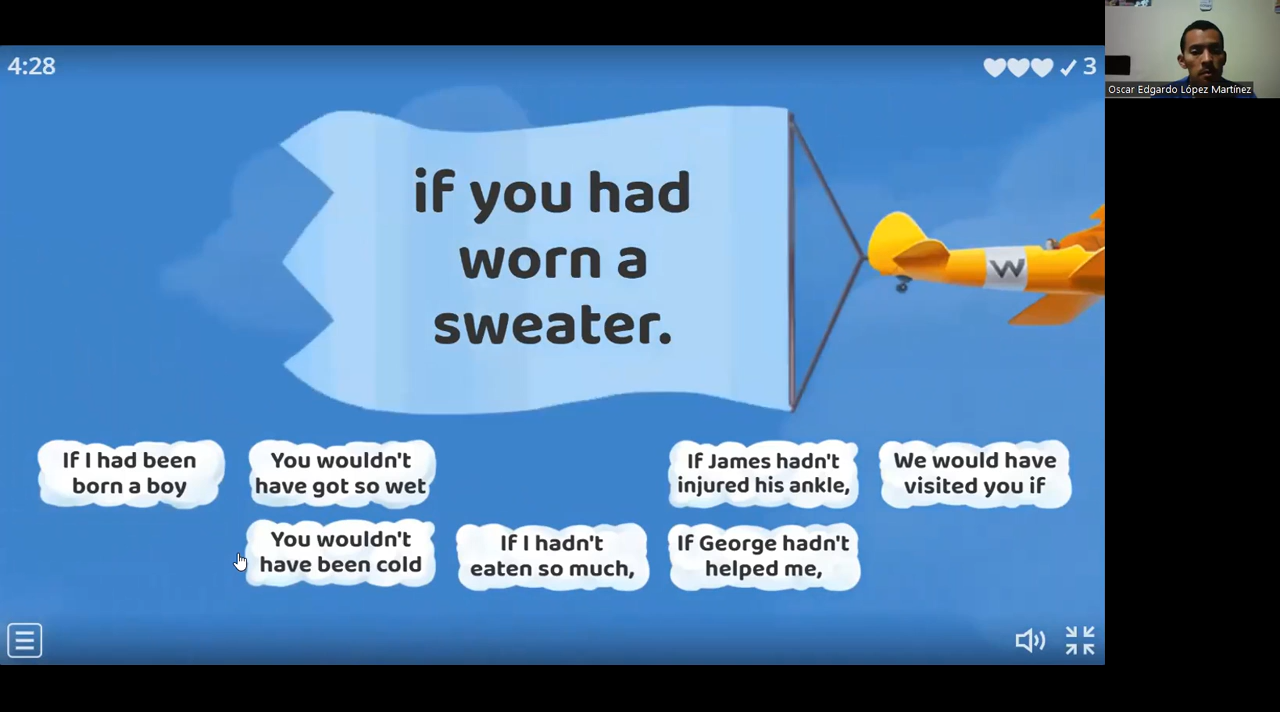 4:28
3
Oscar Edgardo López Martínez
if you had
worn a
sweater.
W
If I had been
born a boy
You wouldn't
have got so wet
If James hadn't
injured his ankle,
We would have
visited you if
You wouldn't
have been cold
If I hadn't
eaten so much,
If George hadn't
helped me,